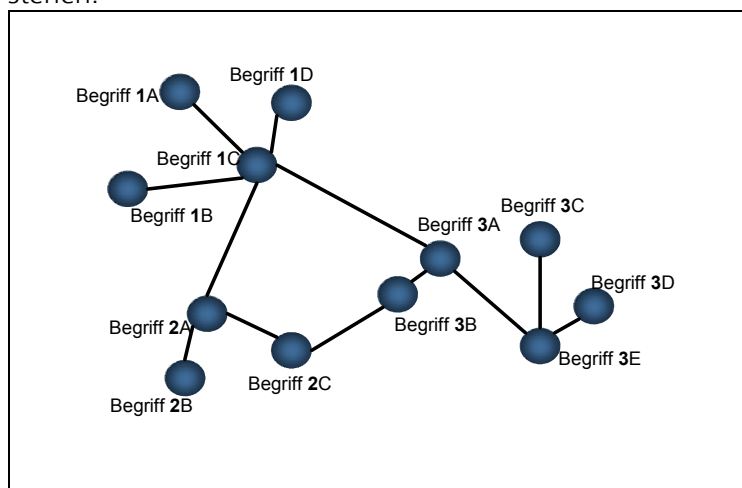 stehen.
Begriff 1D
Begriff 1A
Begriff 1C
Begriff 1B
Begriff 3C
Begriff 3A
Begriff 3D
Begriff 3B
Begriff 2A
Begriff 3E
Begriff 2C
Begriff 2B